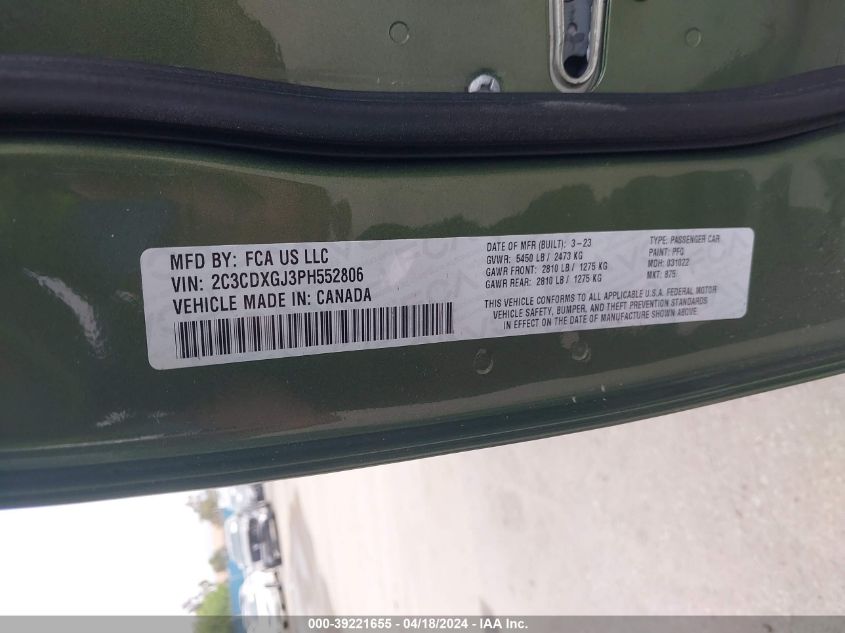 MFD BY: FCA US LLC
VIN: 2C3CDXGJ3PH552806
VEHICLE MADE IN: CANADA
DATE OF MFR (BUILT): 3-23
GVWR: 5450 LB / 2473 KG
GAWR FRONT: 2810 LB / 1275 KG
GAWR REAR: 2810 LB / 1275 KG
TYPE: PASSENGER CAR
PAINT: PFQ
MDH: 031022
MKT: 875
THIS VEHICLE CONFORMS TO ALL APPLICABLE U.S.A. FEDERAL MOTOR
VEHICLE SAFETY, BUMPER, AND THEFT PREVENTION STANDARDS
IN EFFECT ON THE DATE OF MANUFACTURE SHOWN ABOVE.
000-39221655 - 04/18/2024 - IAA Inc.